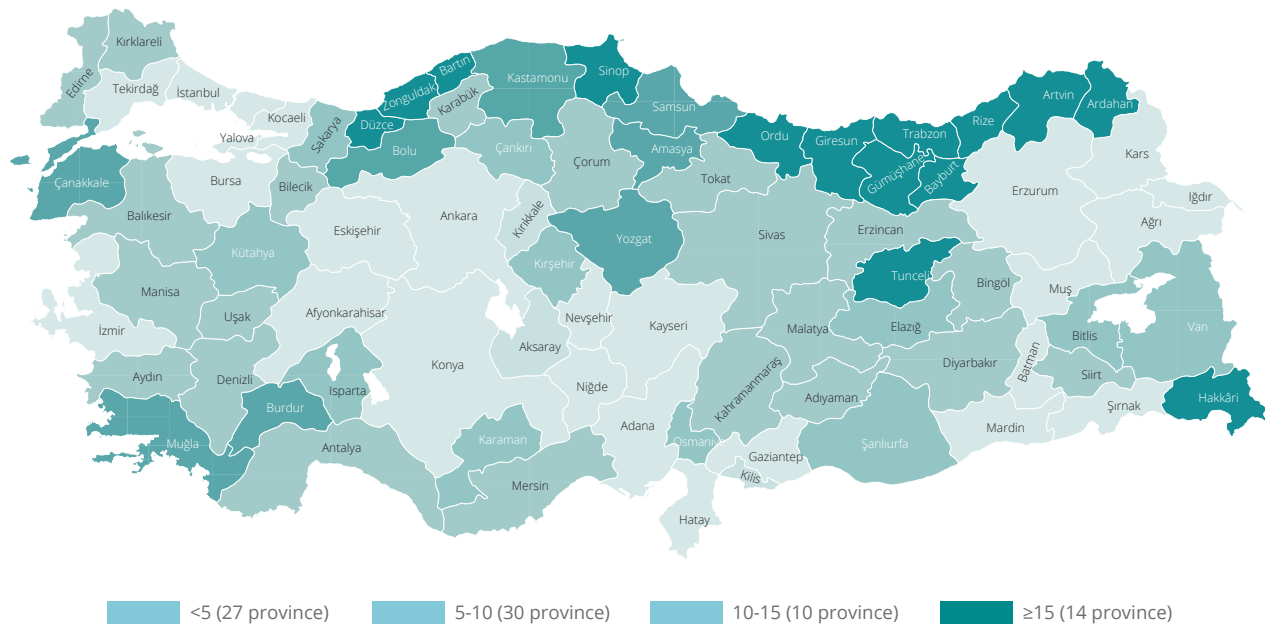 Kırklareli
Edirne
Tekirdağ
İstanbul
Kocaeli
Yalova
Sakarya
Düzce
Zonguldak
Bartın
Karabük
Kastamonu
Sinop
Samsun
Bolu
Çankırı
Çorum
Amasya
Ordu
Giresun
Trabzon
Rize
Artvin
Ardahan
Gümüşhane
Bayburt
Kars
Iğdır
Ağrı
Erzurum
Tokat
Çanakkale
Bursa
Bilecik
Balıkesir
Eskişehir
Ankara
Kırıkkale
Yozgat
Sivas
Erzincan
Kütahya
Kırşehir
Tunceli
Bingöl
Muş
Manisa
Uşak
Afyonkarahisar
Nevşehir
Kayseri
Malatya
Elazığ
Bitlis
Van
İzmir
Aksaray
Konya
Niğde
Kahramanmaraş
Diyarbakır
Batman
Siirt
Aydın
Denizli
Isparta
Burdur
Adıyaman
Hakkâri
Şırnak
Muğla
Antalya
Karaman
Adana
Osmaniye
Gaziantep
Şanlıurfa
Mardin
Kilis
Mersin
Hatay
<5 (27 province)
5-10 (30 province)
10-15 (10 province)
≥15 (14 province)